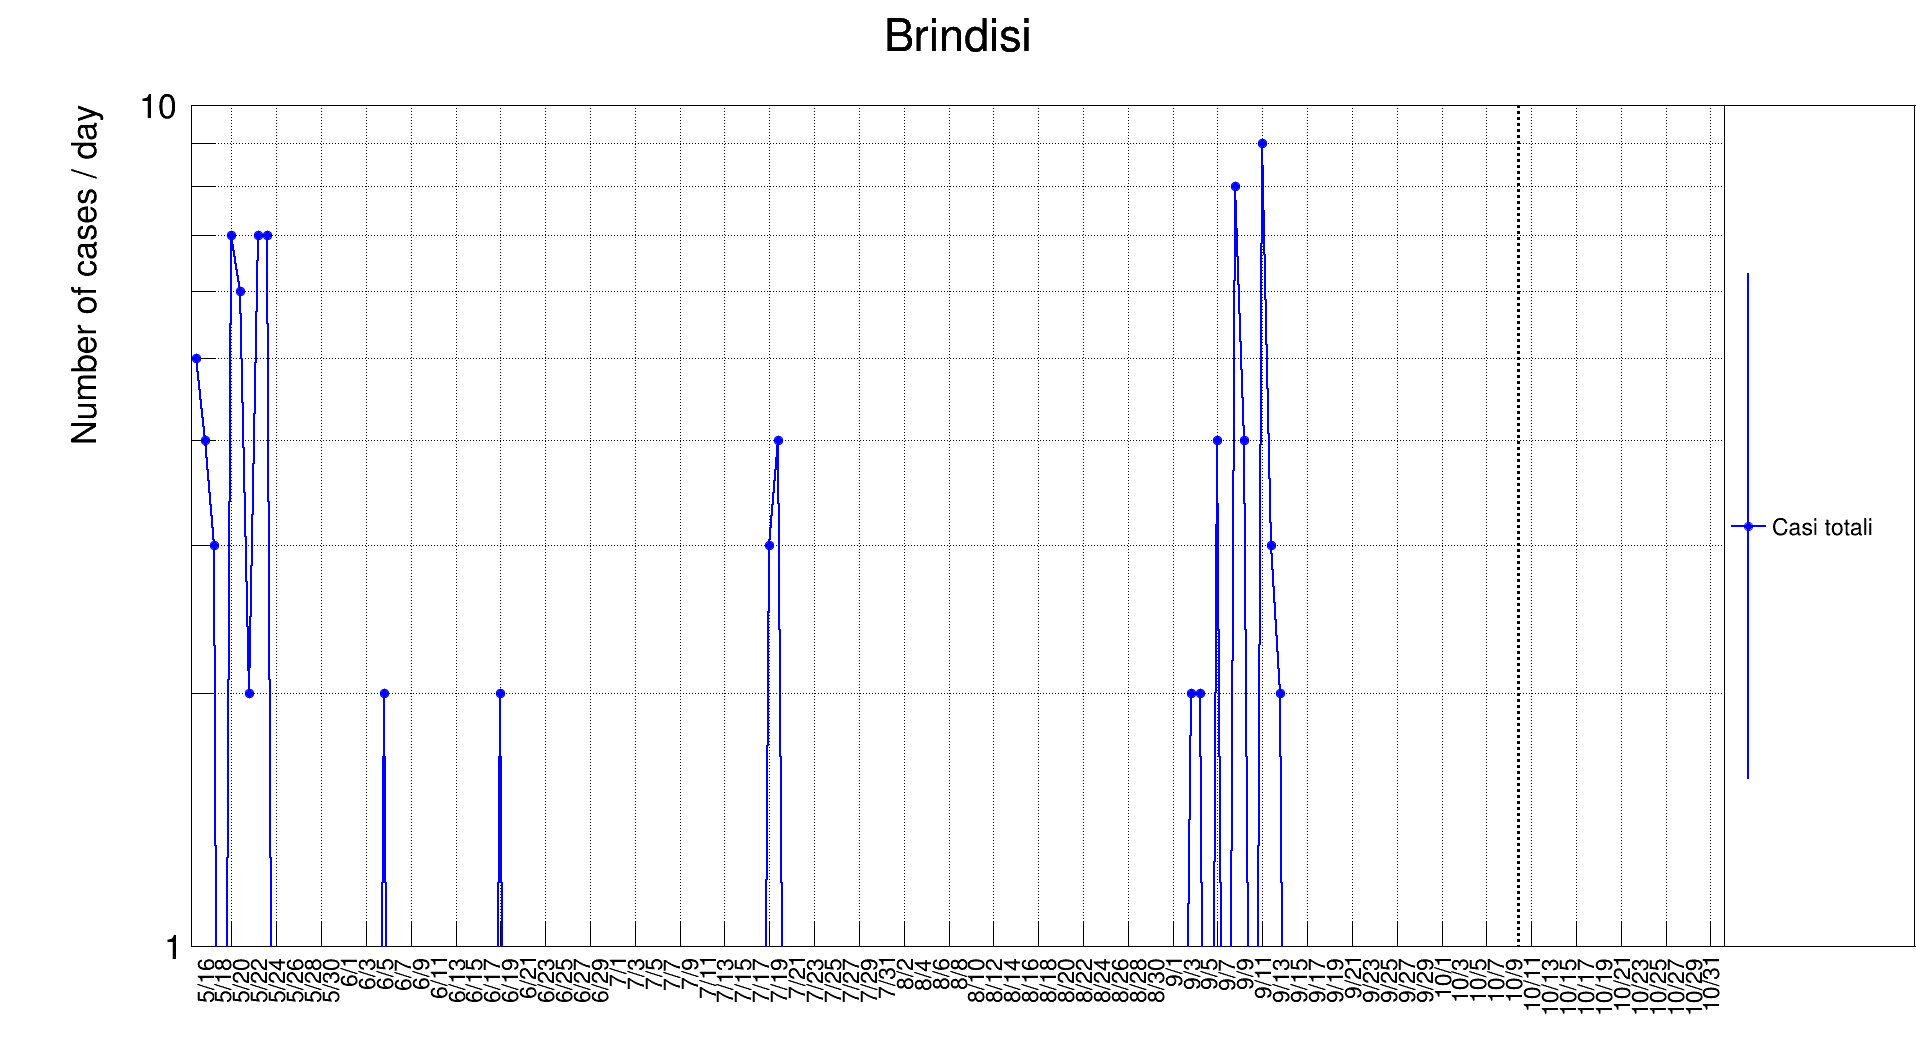 Brindisi
Number of cases / day
10
1
5/16 5/18 5/20 5/22 5/24 5/26 5/28 5/30 6/1 6/3 6/5 6/7 6/9 6/11 6/13 6/15 6/17 6/19 6/21 6/23 6/25 6/27 6/29 7/1 7/3 7/5 7/7 7/9 7/11 7/13 7/15 7/17 7/19 7/21 7/23 7/25 7/27 7/29 7/31 8/2 8/4 8/6 8/8 8/10 8/12 8/14 8/16 8/18 8/20 8/22 8/24 8/26 8/28 8/30 9/1 9/3 9/5 9/7 9/9 9/11 9/13 9/15 9/17 9/19 9/21 9/23 9/25 9/27 9/29 10/1 10/3 10/5 10/7 10/9 10/11 10/13 10/15 10/17 10/19 10/21 10/23 10/25 10/27 10/29 10/31
Casi totali